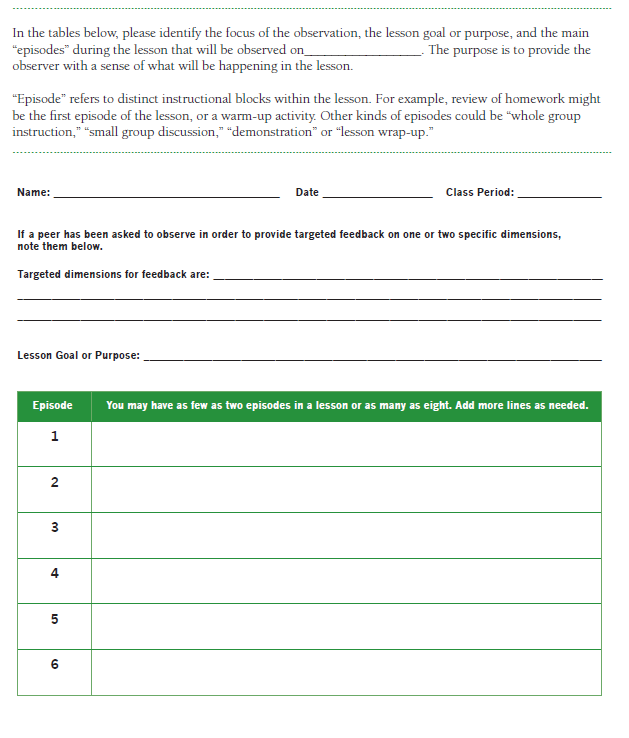 In the tables below, please identify the focus of the observation, the lesson goal or purpose, and the main
“episodes” during the lesson that will be observed on__________________. The purpose is to provide the
observer with a sense of what will be happening in the lesson.
“Episode” refers to distinct instructional blocks within the lesson. For example, review of homework might
be the first episode of the lesson, or a warm-up activity. Other kinds of episodes could be “whole group
instruction,” “small group discussion,” “demonstration” or “lesson wrap-up.”
Name: ______________________________ Date ______________ Class Period: ___________
If a peer has been asked to observe in order to provide targeted feedback on one or two specific dimensions,
note them below.
Targeted dimensions for feedback are: ______________________________
Lesson Goal or Purpose: ______________________________
Episode You may have as few as two episodes in a lesson or as many as eight. Add more lines as needed.
1
2
3
4
5
6